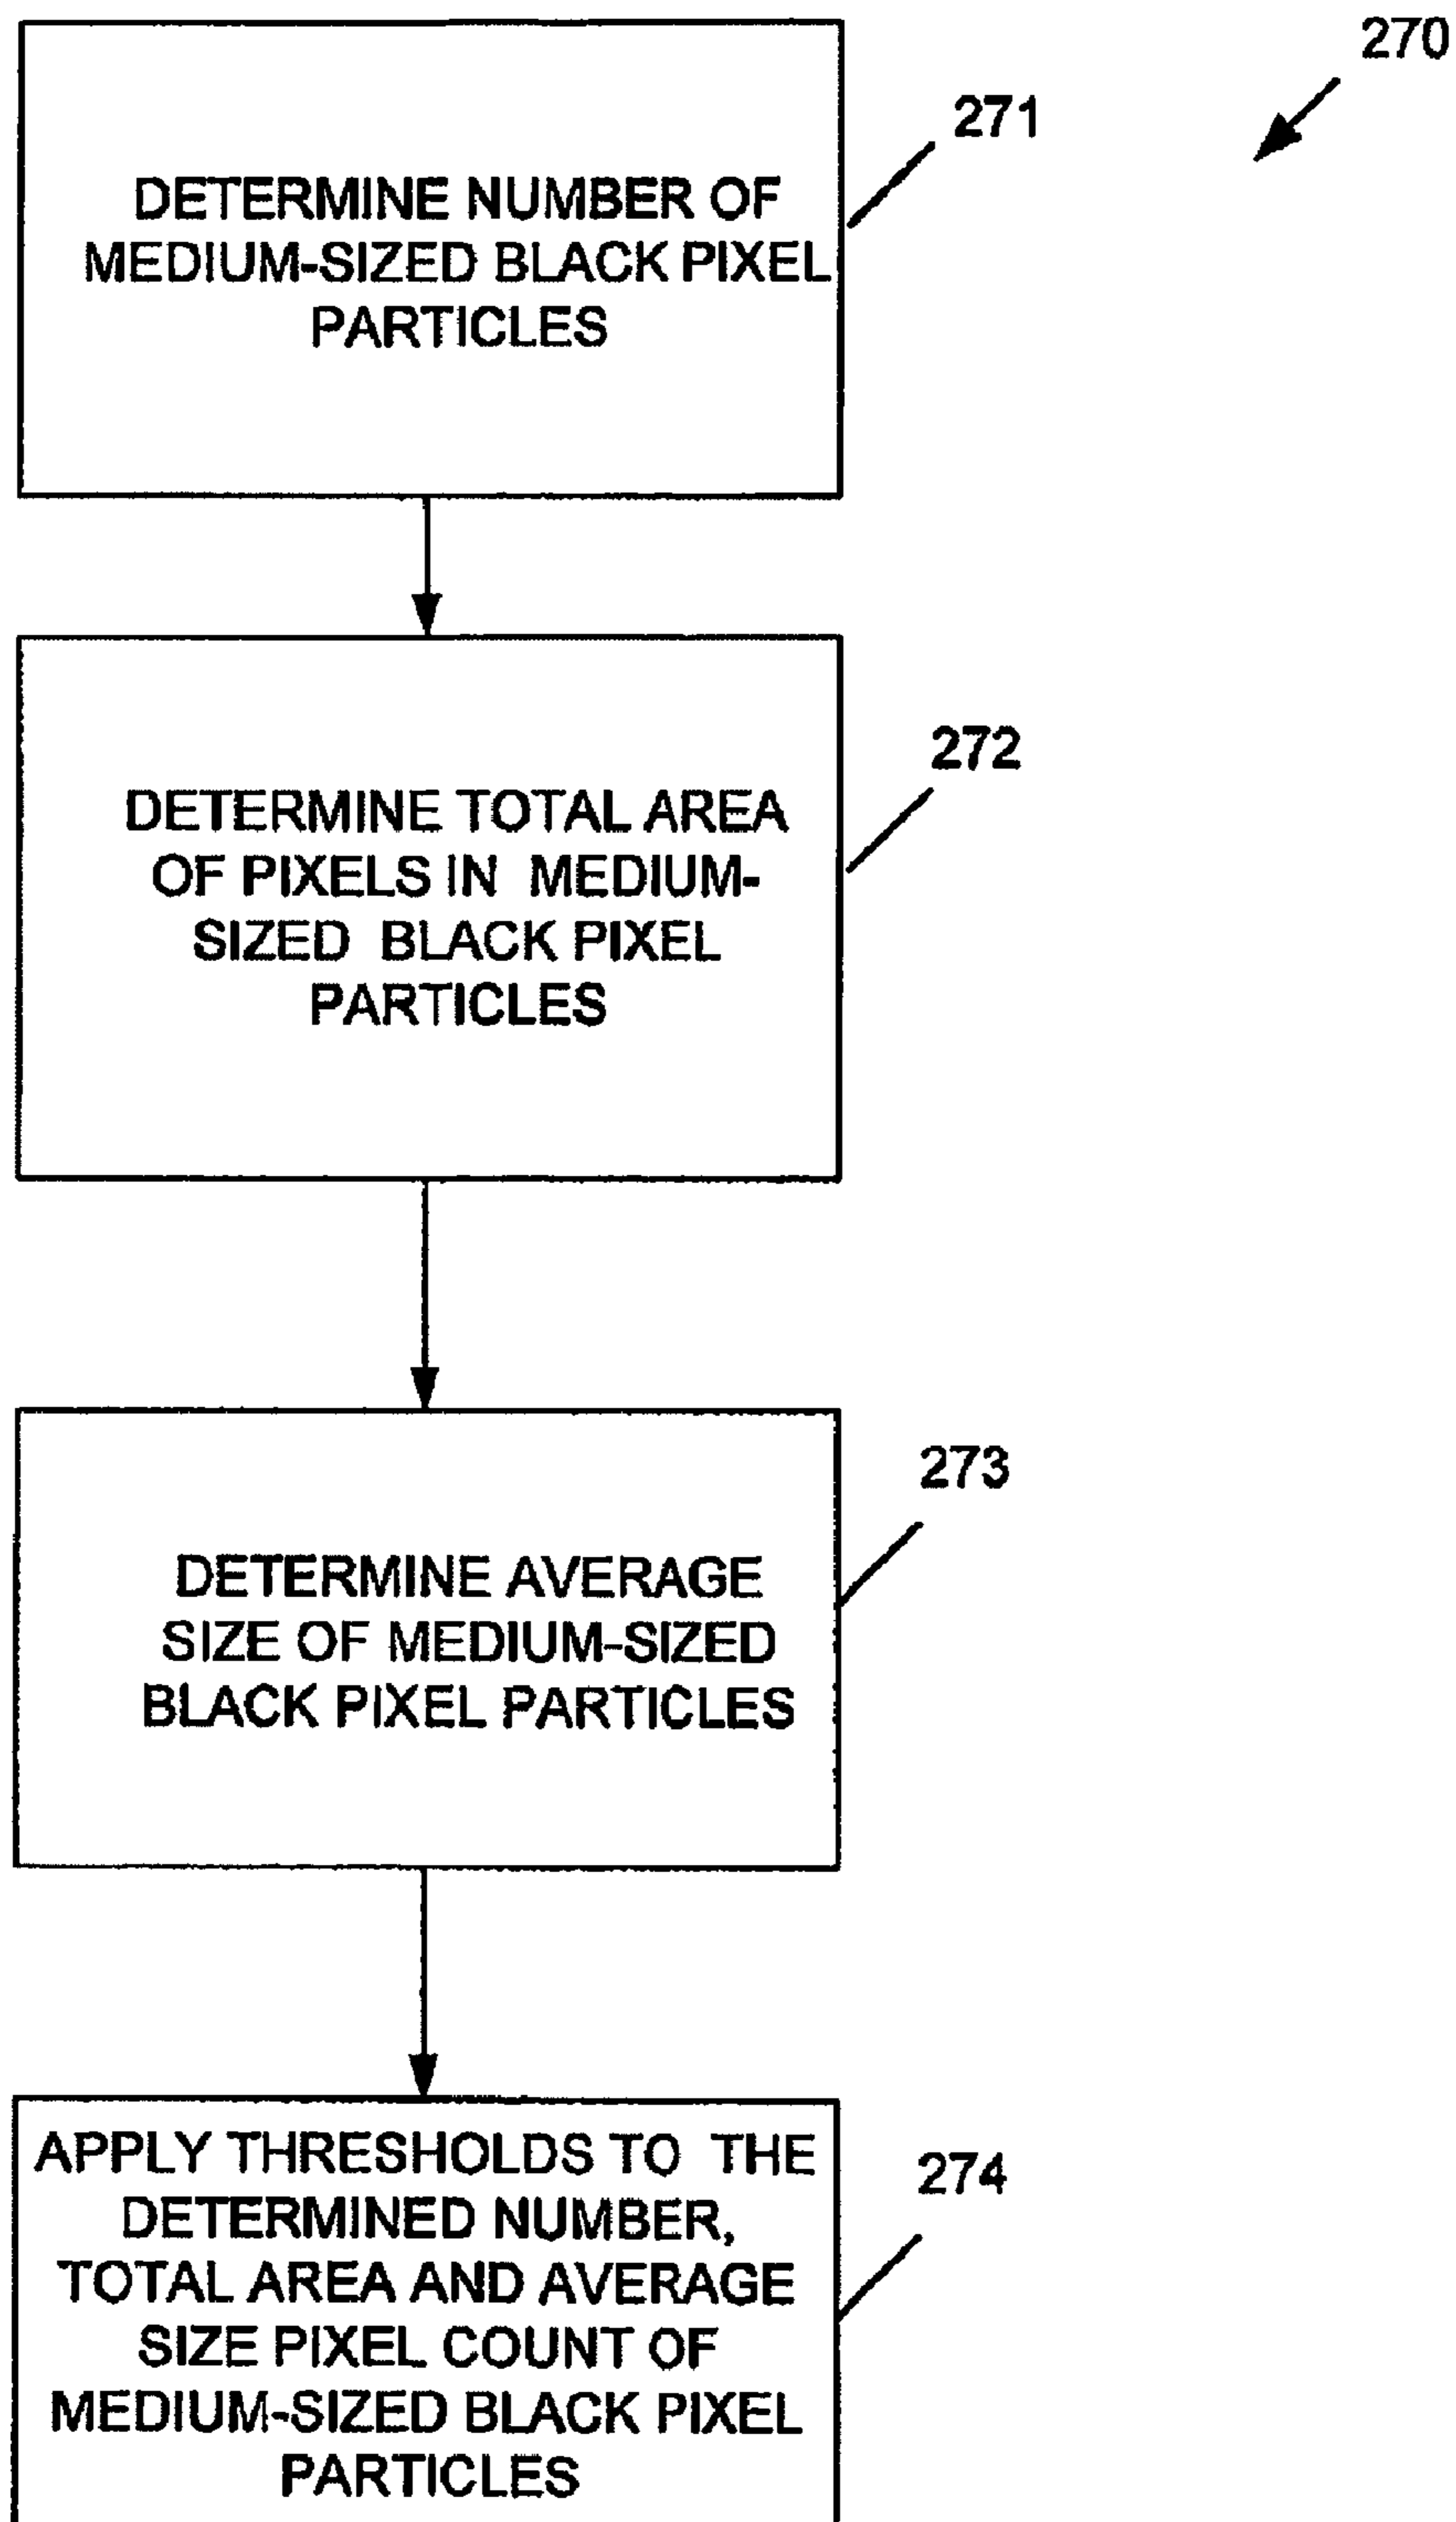 270
271
DETERMINE NUMBER OF
MEDIUM-SIZED BLACK PIXEL
PARTICLES
272
DETERMINE TOTAL AREA
OF PIXELS IN MEDIUM-
SIZED BLACK PIXEL
PARTICLES
273
DETERMINE AVERAGE
SIZE OF MEDIUM-SIZED
BLACK PIXEL PARTICLES
274
APPLY THRESHOLDS TO THE
DETERMINED NUMBER,
TOTAL AREA AND AVERAGE
SIZE PIXEL COUNT OF
MEDIUM-SIZED BLACK PIXEL
PARTICLES